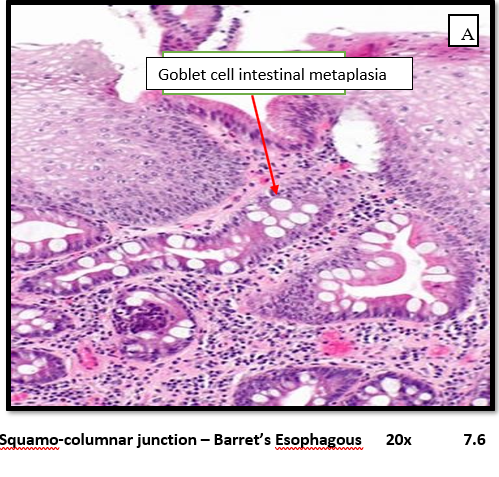 A
Goblet cell intestinal metaplasia
Squamo-columnar junction – Barret’s Esophagous 20x 7.6